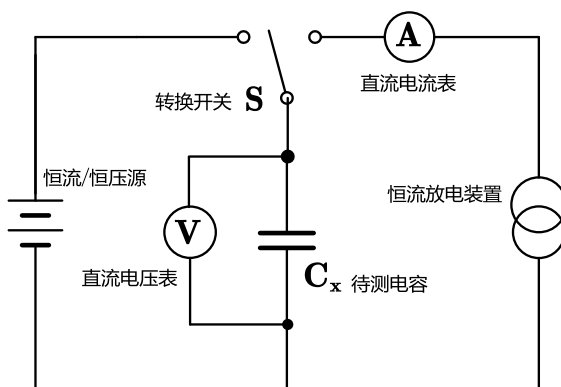 A
直流电流表
转换开关 S
恒流/恒压源
恒流放电装置
V
直流电压表
Cx 待测电容